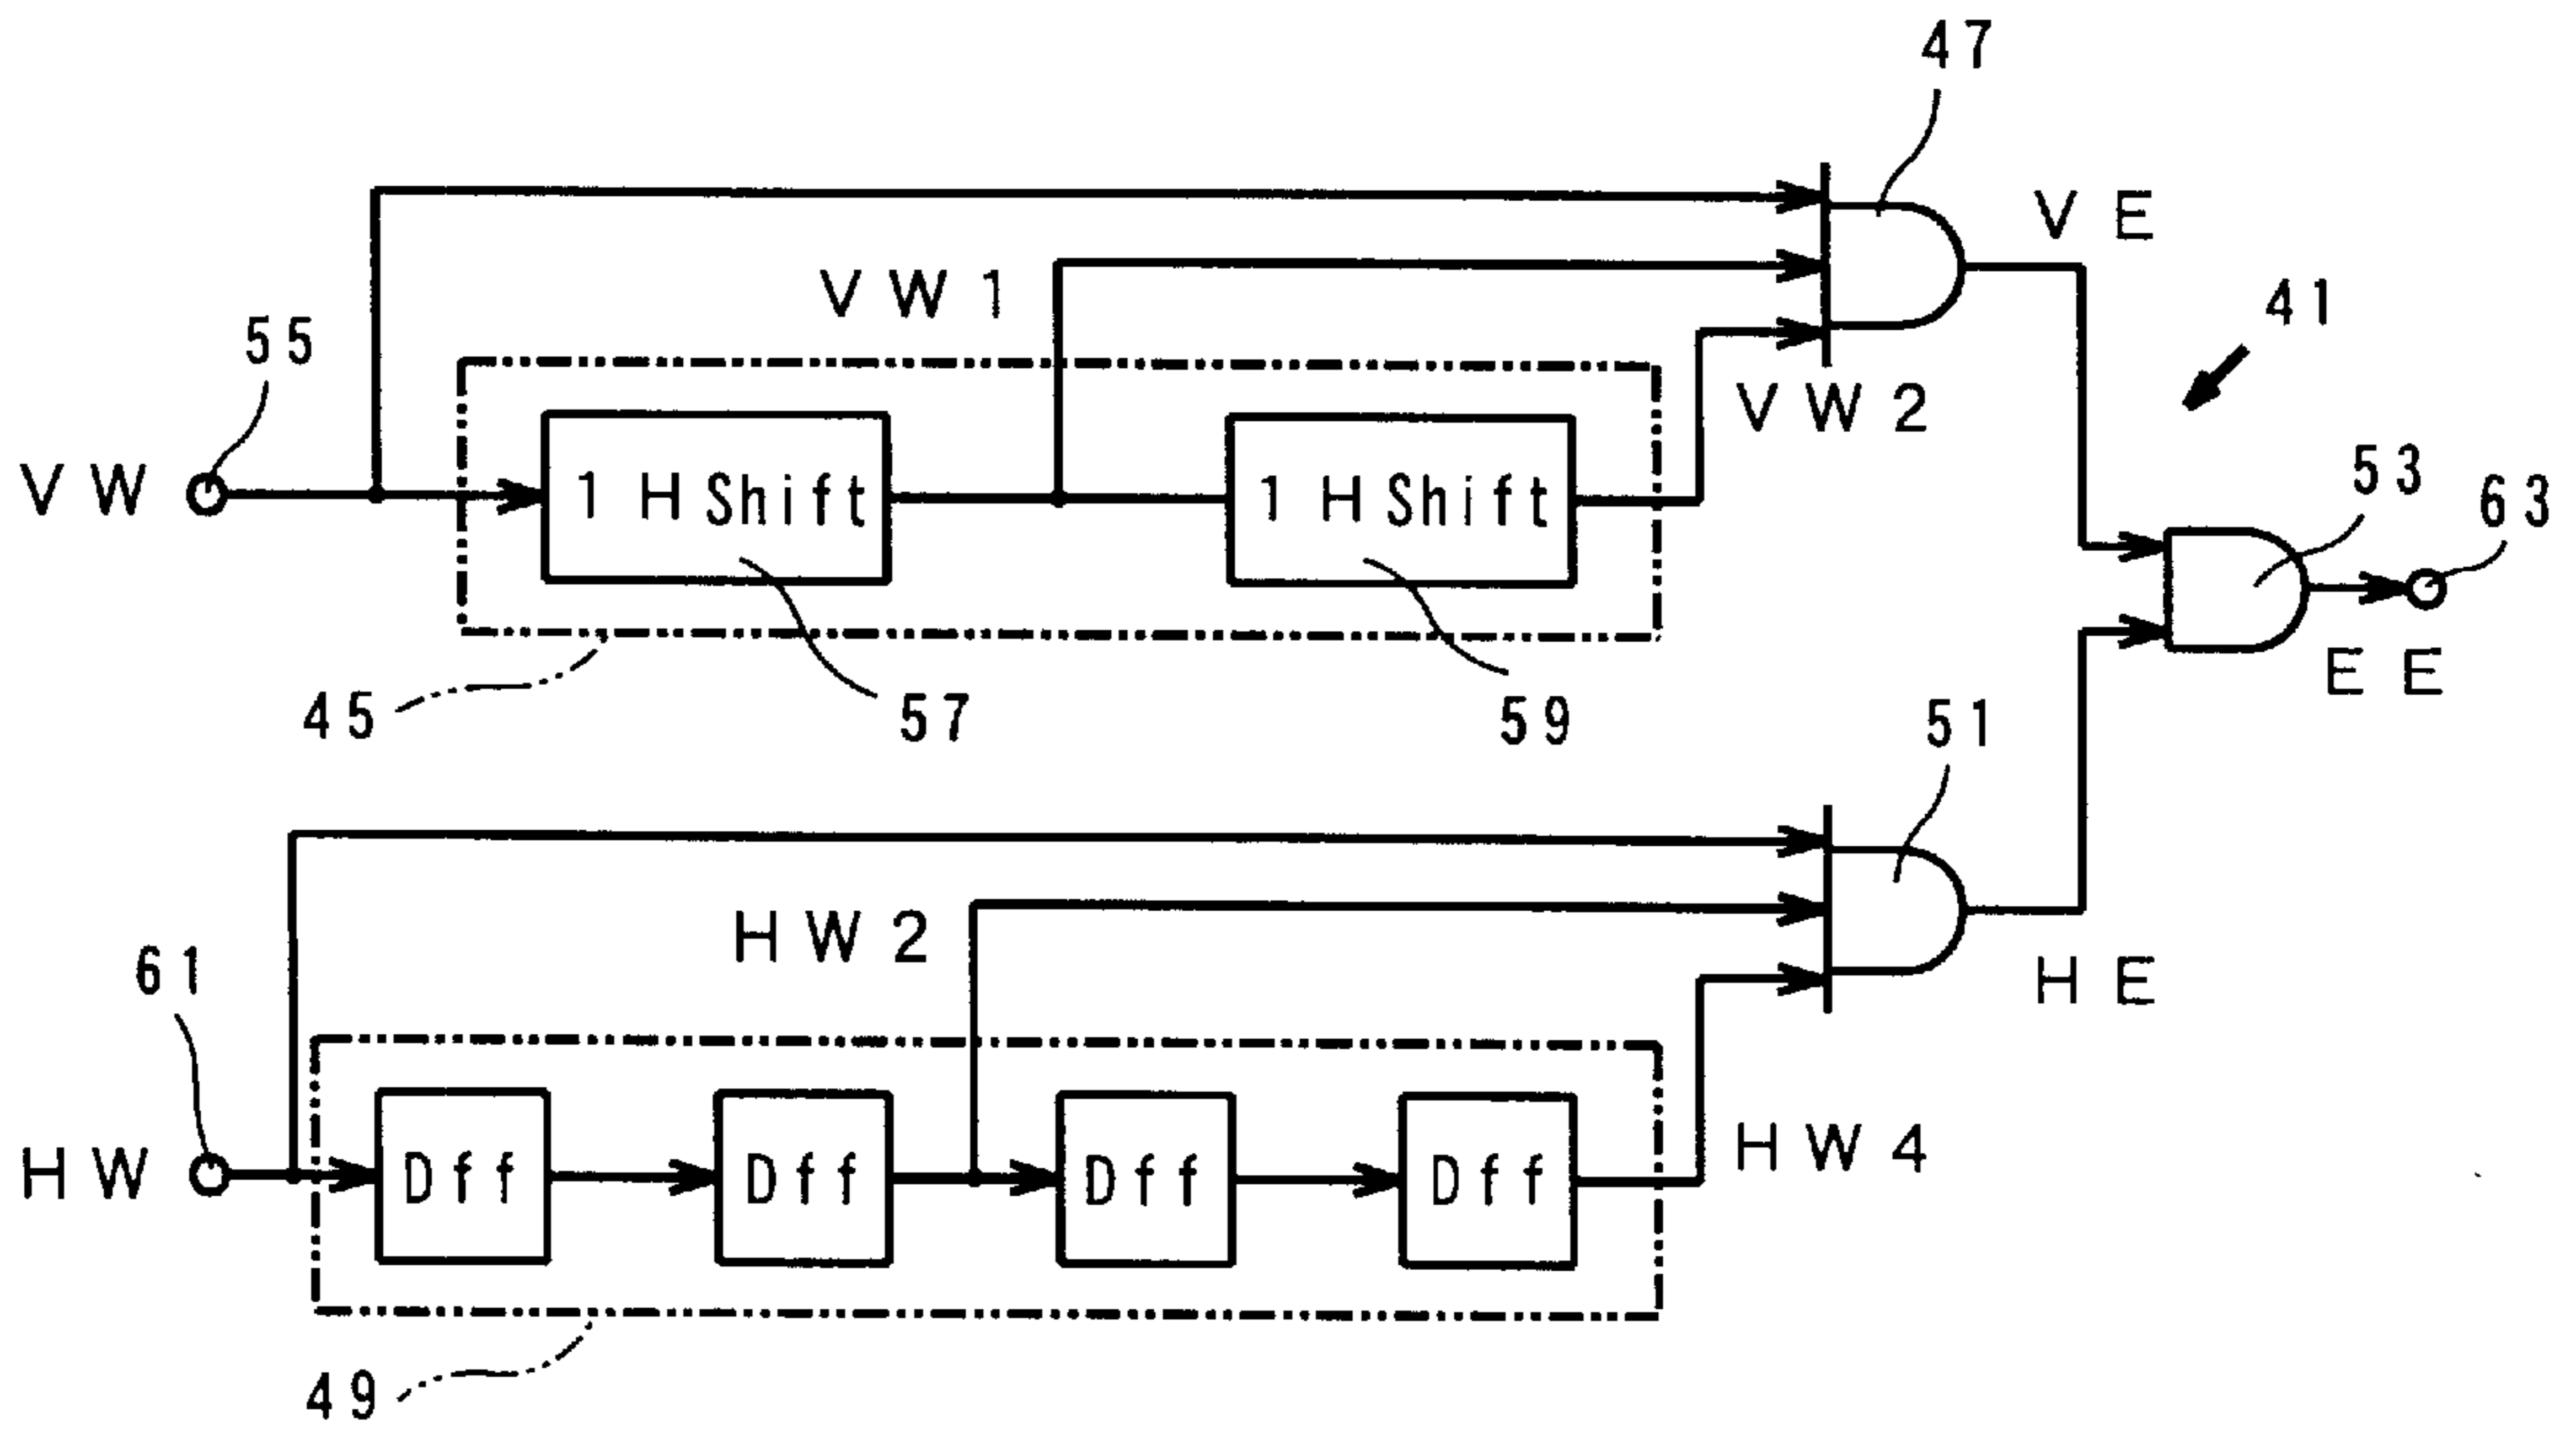 47
VE
41
VW1
55
VW2
53
63
VW
1 H Shift
1 H Shift
EE
45
57
59
51
HW2
61
HE
HW4
HW
Dff
Dff
Dff
Dff
49